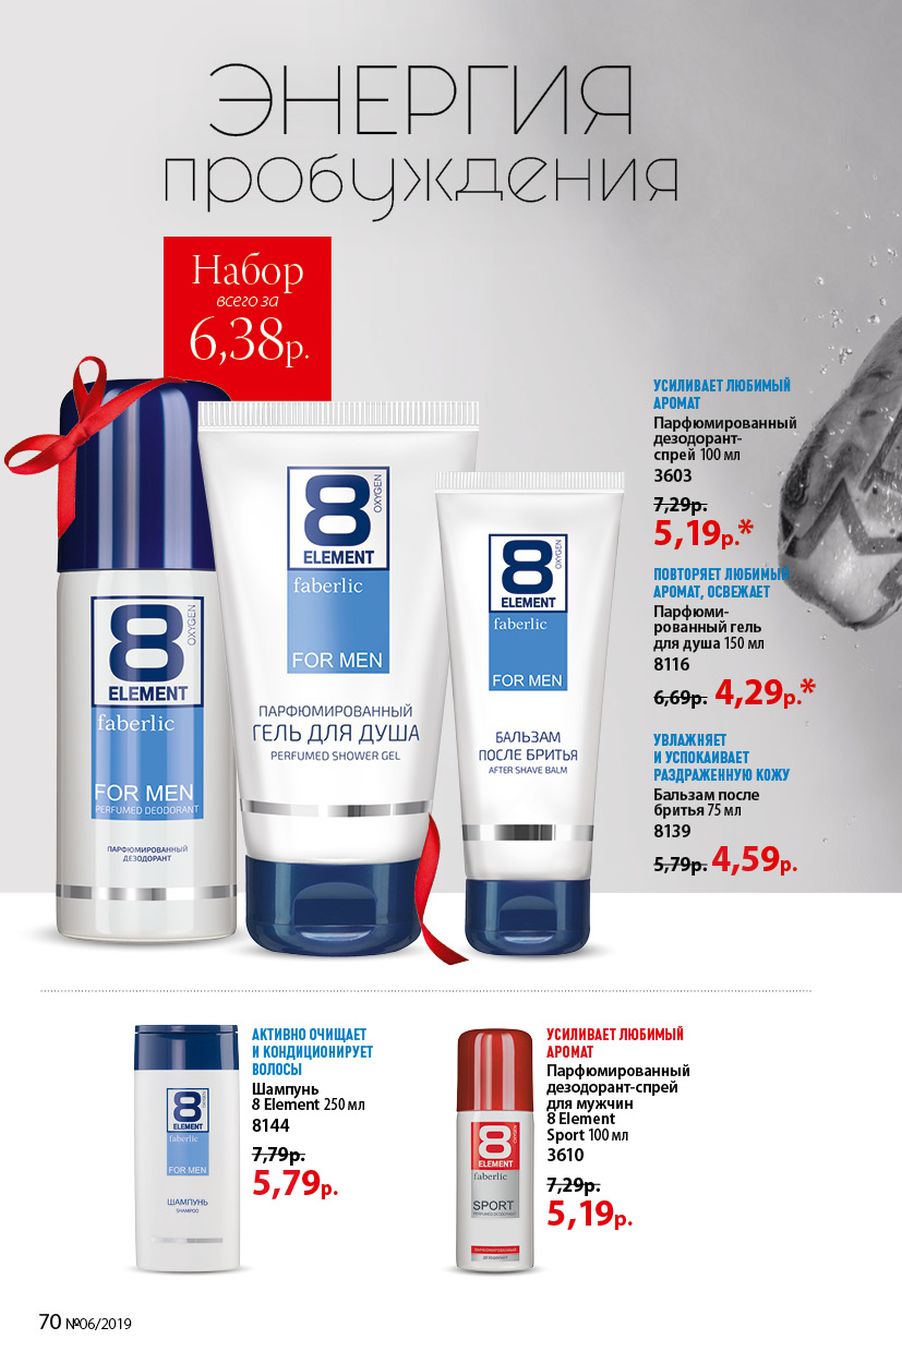 ЭНЕРГИЯ
пробуждения
Набор
всего за
6,38р.
8
OXYGEN
ELEMENT
faberlic
FOR MEN
PERFUMED DEODORANT
ПАРФЮМИРОВАННЫЙ
ДЕЗОДОРАНТ
8
OXYGEN
ELEMENT
faberlic
FOR MEN
ПАРФЮМИРОВАННЫЙ
ГЕЛЬ ДЛЯ ДУША
PERFUMED SHOWER GEL
8
OXYGEN
ELEMENT
faberlic
FOR MEN
БАЛЬЗАМ
ПОСЛЕ БРИТЬЯ
AFTER SHAVE BALM
УСИЛИВАЕТ ЛЮБИМЫЙ
АРОМАТ
Парфюмированный
дезодорант-
спрей 100 мл
3603
7,29р.
5,19р.*
ПОВТОРЯЕТ ЛЮБИМЫЙ
АРОМАТ, ОСВЕЖАЕТ
Парфюми-
рованный гель
для душа 150 мл
8116
6,69р. 4,29р.*
УВЛАЖНЯЕТ
И УСПОКАИВАЕТ
РАЗДРАЖЕННУЮ КОЖУ
Бальзам после
бритья 75 мл
8139
5,79р. 4,59р.
8
OXYGEN
ELEMENT
faberlic
FOR MEN
ШАМПУНЬ
SHAMPOO
АКТИВНО ОЧИЩАЕТ
И КОНДИЦИОНИРУЕТ
ВОЛОСЫ
Шампунь
8 Element 250 мл
8144
7,79р.
5,79р.
8
OXYGEN
ELEMENT
faberlic
SPORT
PERFUMED DEODORANT
ПАРФЮМИРОВАННЫЙ
ДЕЗОДОРАНТ
УСИЛИВАЕТ ЛЮБИМЫЙ
АРОМАТ
Парфюмированный
дезодорант-спрей
для мужчин
8 Element
Sport 100 мл
3610
7,29р.
5,19р.
70 №06/2019